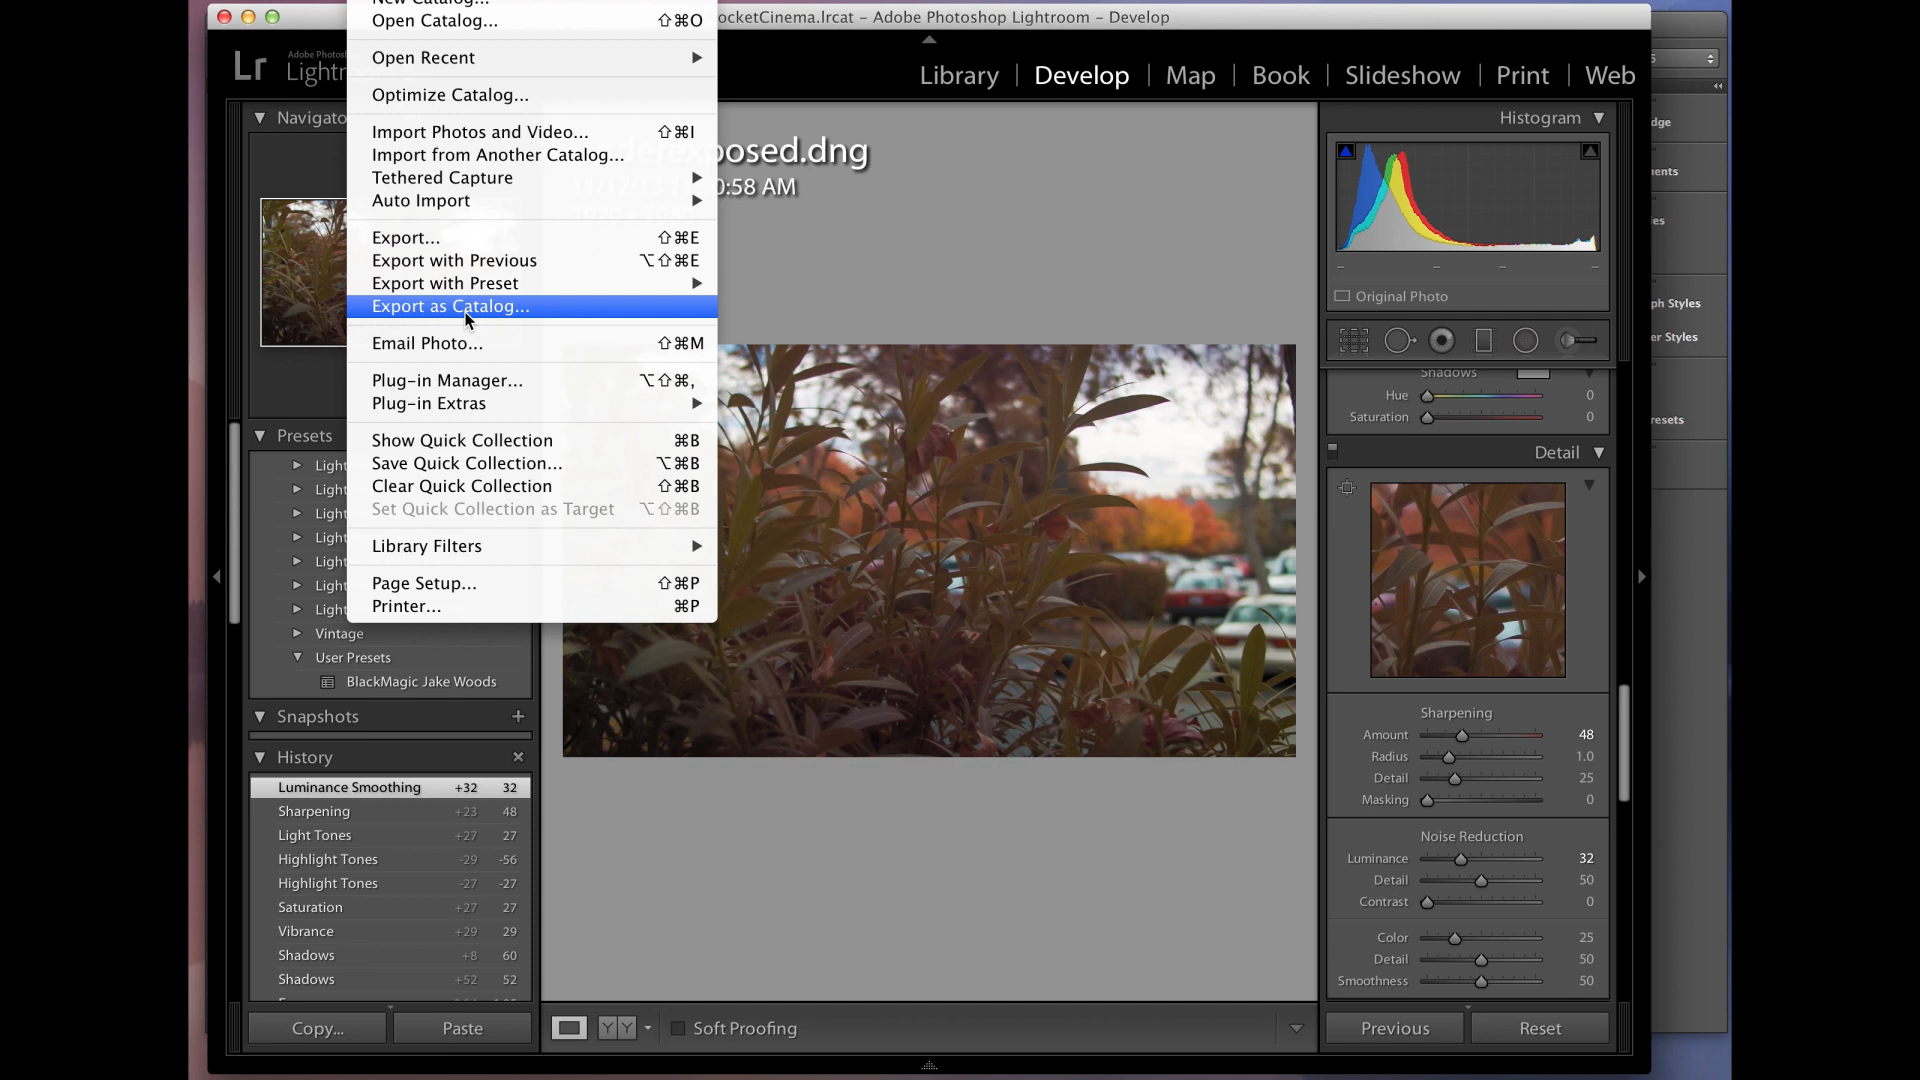 ocketCinema.lrcat – Adobe Photoshop Lightroom – Develop
Lr
Adobe Photosh
Lightr
Library | Develop | Map | Book | Slideshow | Print | Web
New Catalog...
Open Catalog... ⇧⌘O
Open Recent
Optimize Catalog...
Import Photos and Video... ⇧⌘I
Import from Another Catalog...
Tethered Capture
Auto Import
Export... ⇧⌘E
Export with Previous ⌥⇧⌘E
Export with Preset
Export as Catalog...
Email Photo... ⇧⌘M
Plug-in Manager... ⌥⇧⌘,
Plug-in Extras
Show Quick Collection ⌘B
Save Quick Collection... ⌥⌘B
Clear Quick Collection ⇧⌘B
Set Quick Collection as Target ⌥⇧⌘B
Library Filters
Page Setup... ⇧⌘P
Printer... ⌘P
Navigato
Presets
Light
Light
Light
Light
Light
Light
Light
Vintage
User Presets
BlackMagic Jake Woods
Snapshots +
History ×
Luminance Smoothing +32 32
Sharpening +23 48
Light Tones +27 27
Highlight Tones -29 -56
Highlight Tones -27 -27
Saturation +27 27
Vibrance +29 29
Shadows +8 60
Shadows +52 52
Copy... Paste
derexposed.dng
0:58 AM
YY
Soft Proofing
Histogram
Original Photo
Shadows
Hue 0
Saturation 0
Detail
Sharpening
Amount 48
Radius 1.0
Detail 25
Masking 0
Noise Reduction
Luminance 32
Detail 50
Contrast 0
Color 25
Detail 50
Smoothness 50
Previous Reset
dge
ents
les
ph Styles
er Styles
resets